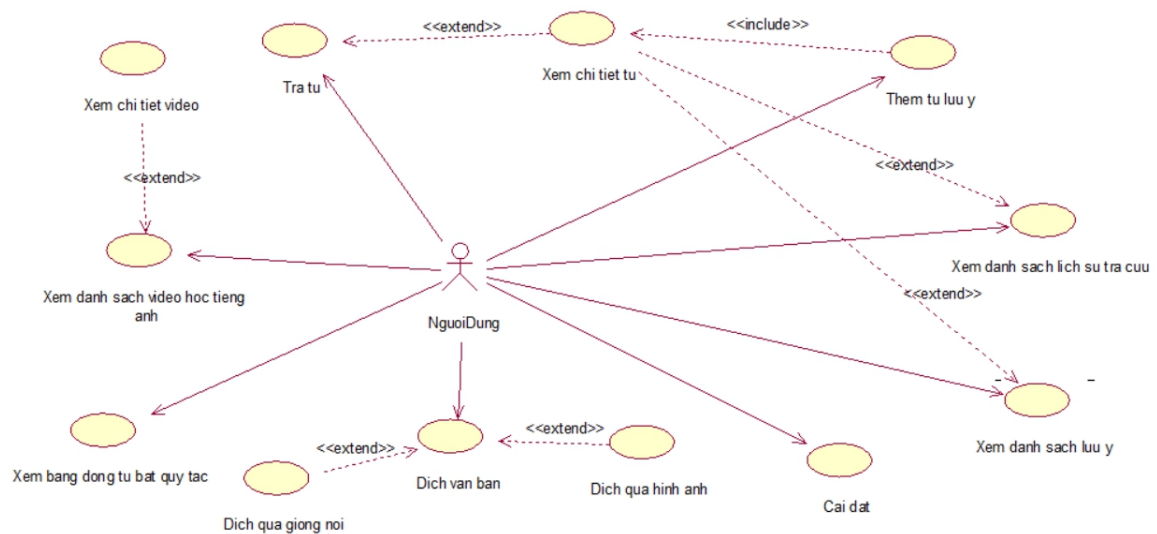 <<extend>>
<<include>>
Tra tu
Xem chi tiet tu
Them tu luu y
Xem chi tiet video
<<extend>>
<<extend>>
Xem danh sach video hoc tieng
anh
Xem danh sach lich su tra cuu
<<extend>>
NguoiDung
Xem bang dong tu bat quy tac
<<extend>>
<<extend>>
Dich van ban
Dich qua hinh anh
Xem danh sach luu y
Cai dat
Dich qua giong noi